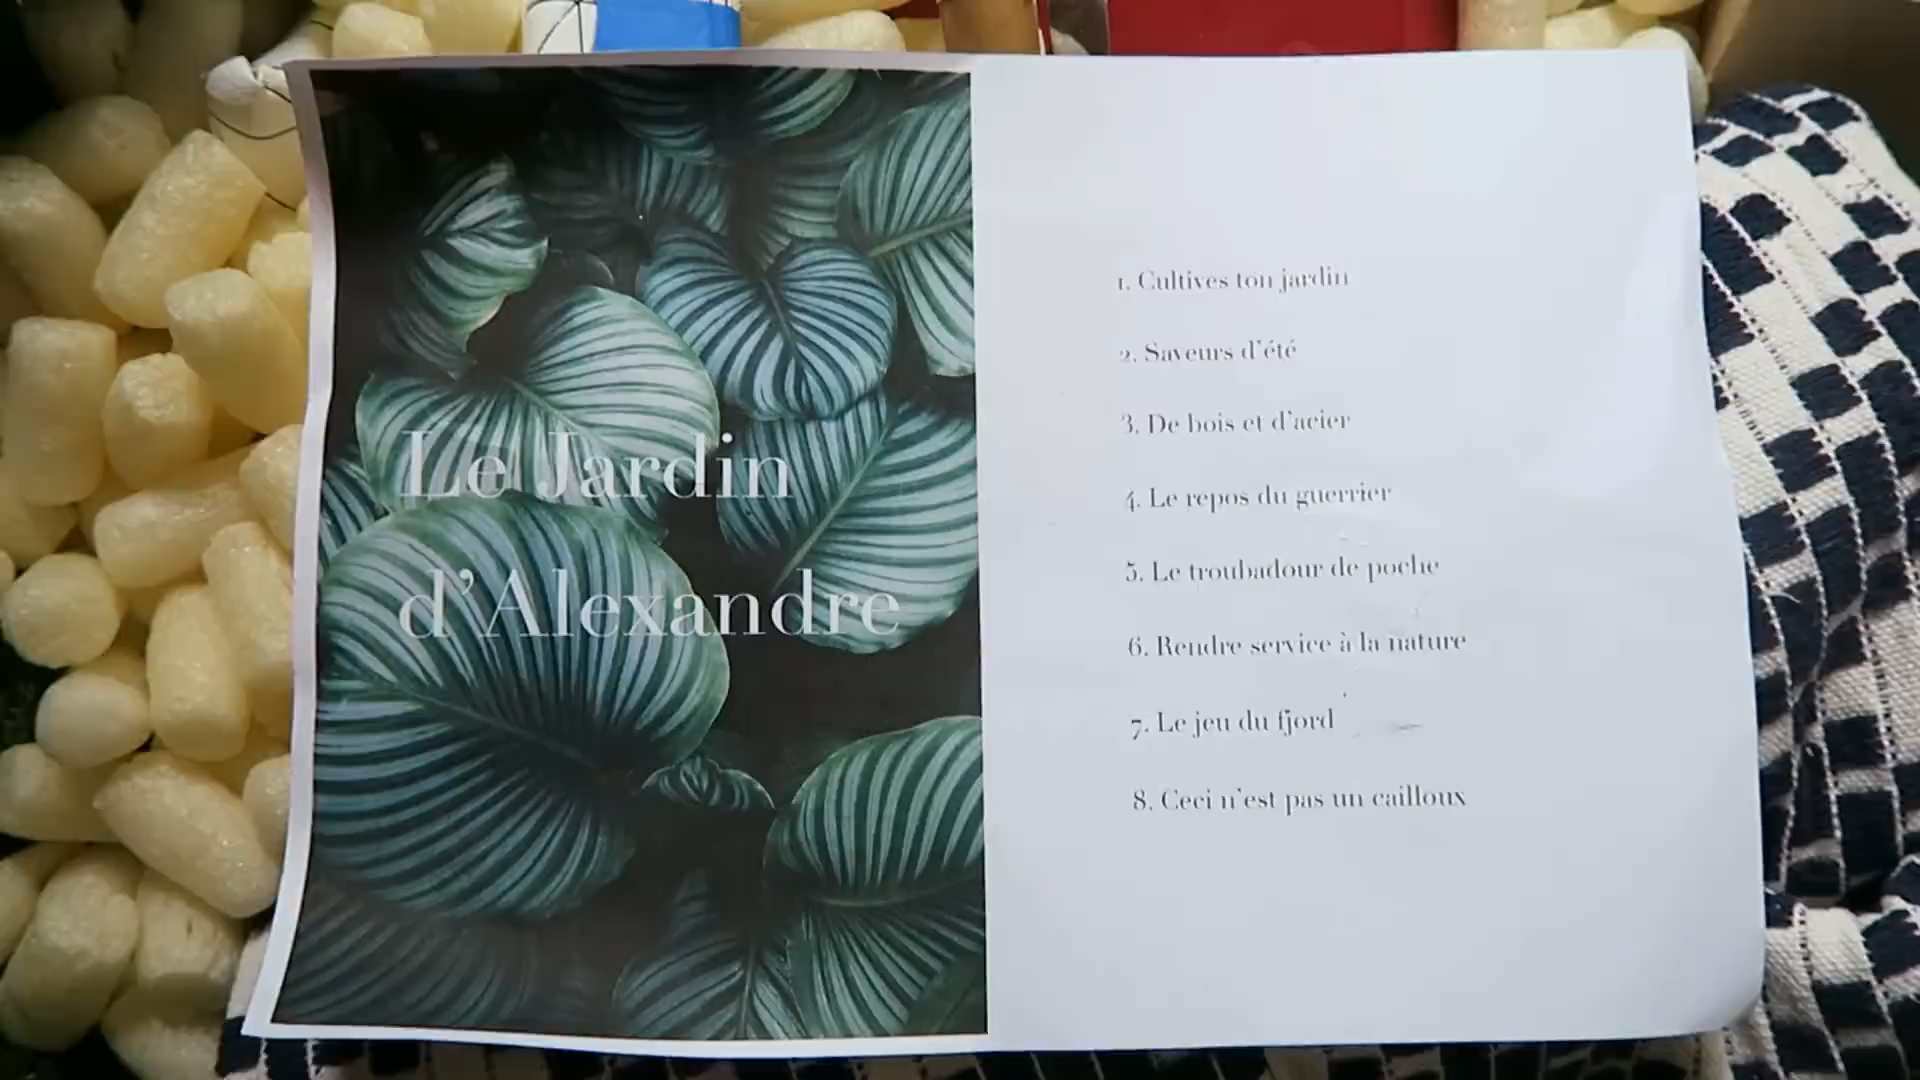 Le Jardin
d'Alexandre
1. Cultives ton jardin
2. Saveurs d'été
3. De bois et d'acier
4. Le repos du guerrier
5. Le troubadour de poche
6. Rendre service à la nature
7. Le jeu du fjord
8. Ceci n'est pas un cailloux